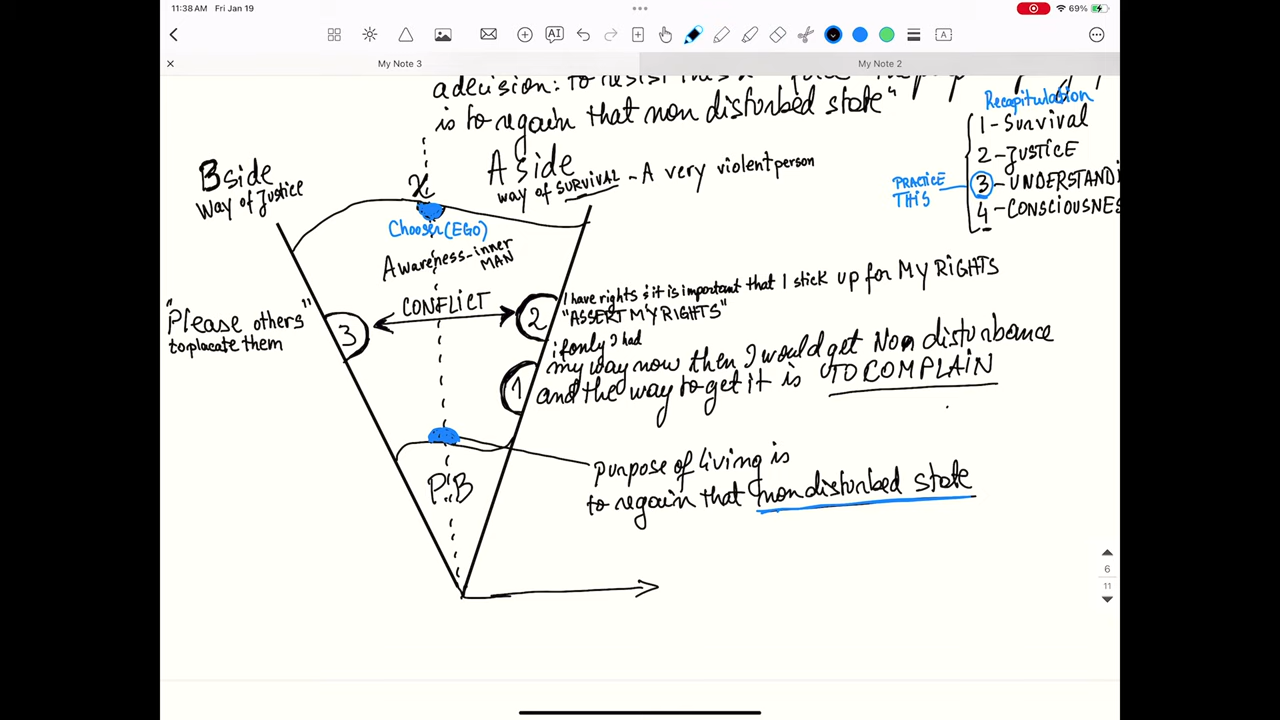 11:38 AM Fri Jan 19
69%
My Note 3
My Note 2
a decision: to resist
is to regain that non disturbed state"
Recapitulation
1-Survival
2-JUSTICE
3-UNDERSTANDI
4-CONSCIOUSNE
PRACTICE
THIS
B side
Way of Justice
A side
way of SURVIVAL - A very violent person
X
Chooser (EGO)
Awareness-inner
MAN
CONFLICT
"Please others"
to placate them
3
2
I have rights & it is important that I stick up for MY RIGHTS
"ASSERT MY RIGHTS"
if only I had
my way now then I would get Non disturbance
1
and the way to get it is TO COMPLAIN
purpose of living is
to regain that nondisturbed state
P.B
6
11